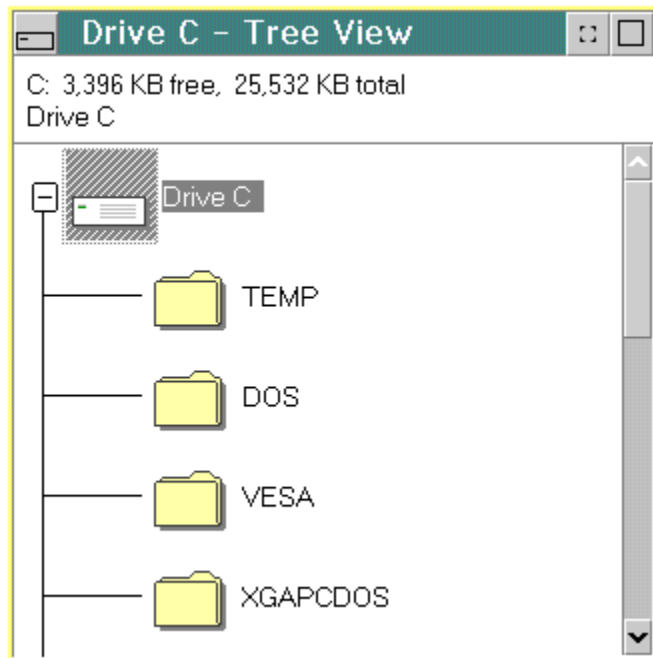 Drive C - Tree View
C: 3,396 KB free, 25,532 KB total
Drive C
Drive C
TEMP
DOS
VESA
XGAPCDOS